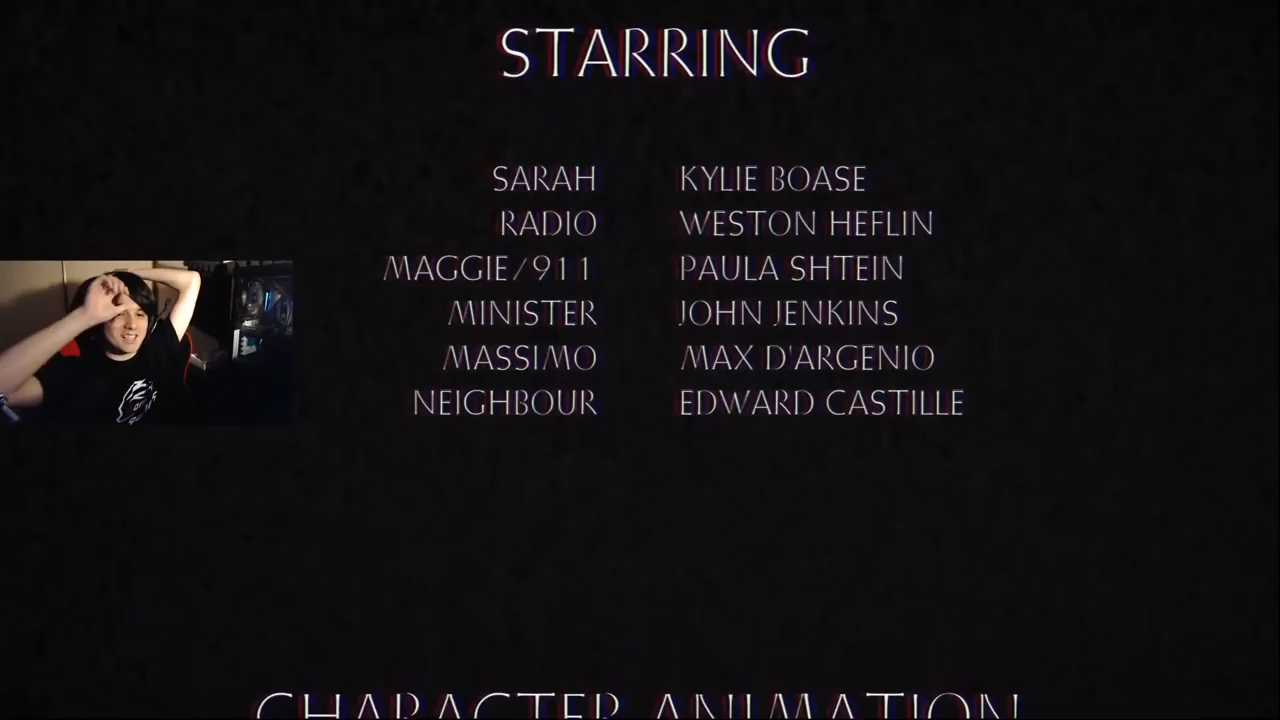 STARRING
SARAH KYLIE BOASE
RADIO WESTON HEFLIN
MAGGIE/911 PAULA SHTEIN
MINISTER JOHN JENKINS
MASSIMO MAX D'ARGENIO
NEIGHBOUR EDWARD CASTILLE
CHARACTER ANIMATION